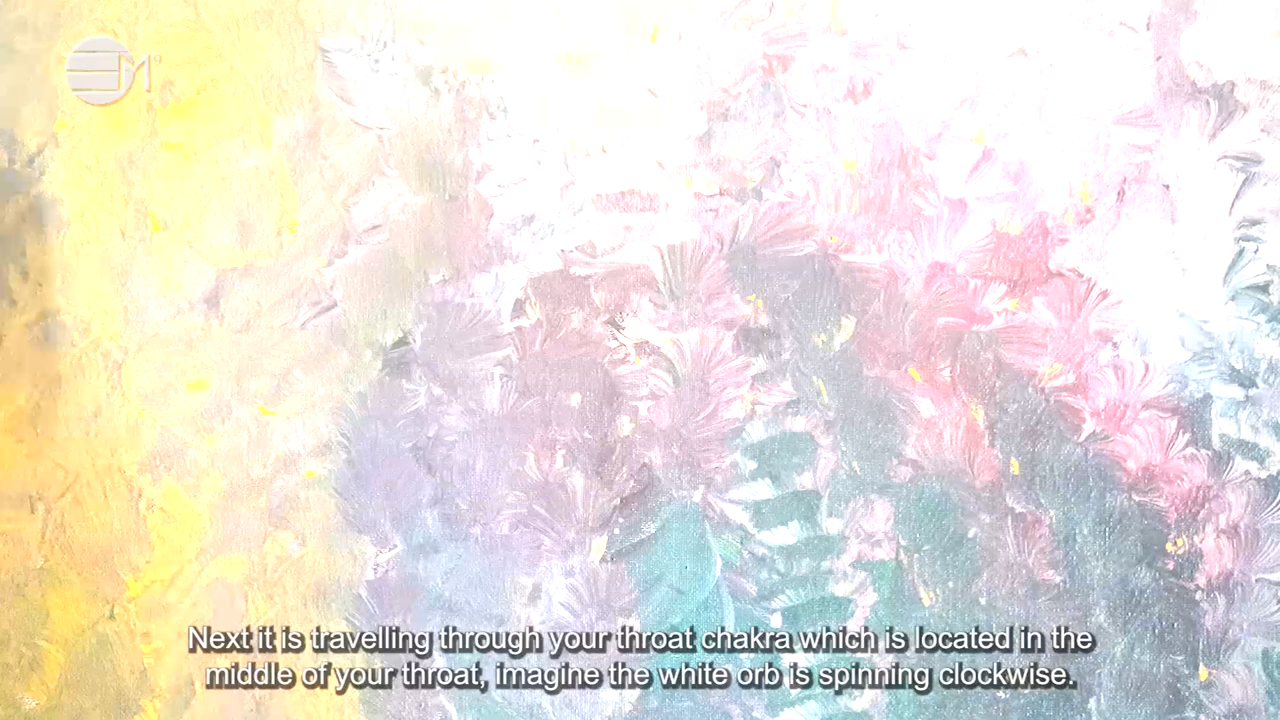 EM9
Next it is travelling through your throat chakra which is located in the
middle of your throat, imagine the white orb is spinning clockwise.